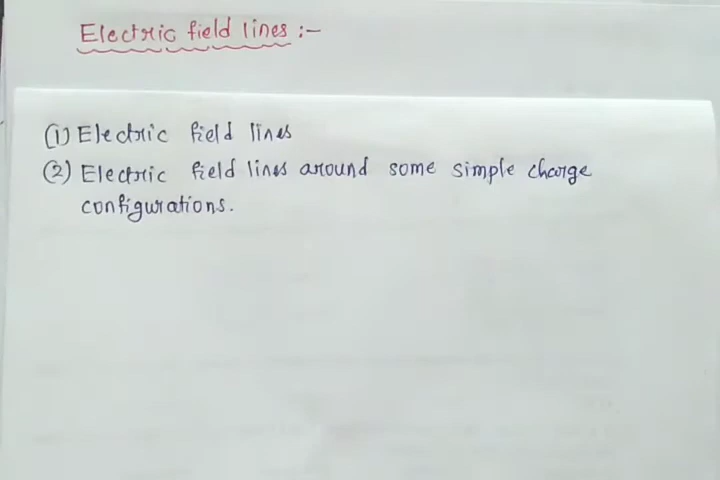 Electric field lines :-
(1) Electric field lines
(2) Electric field lines around some simple charge
configurations.